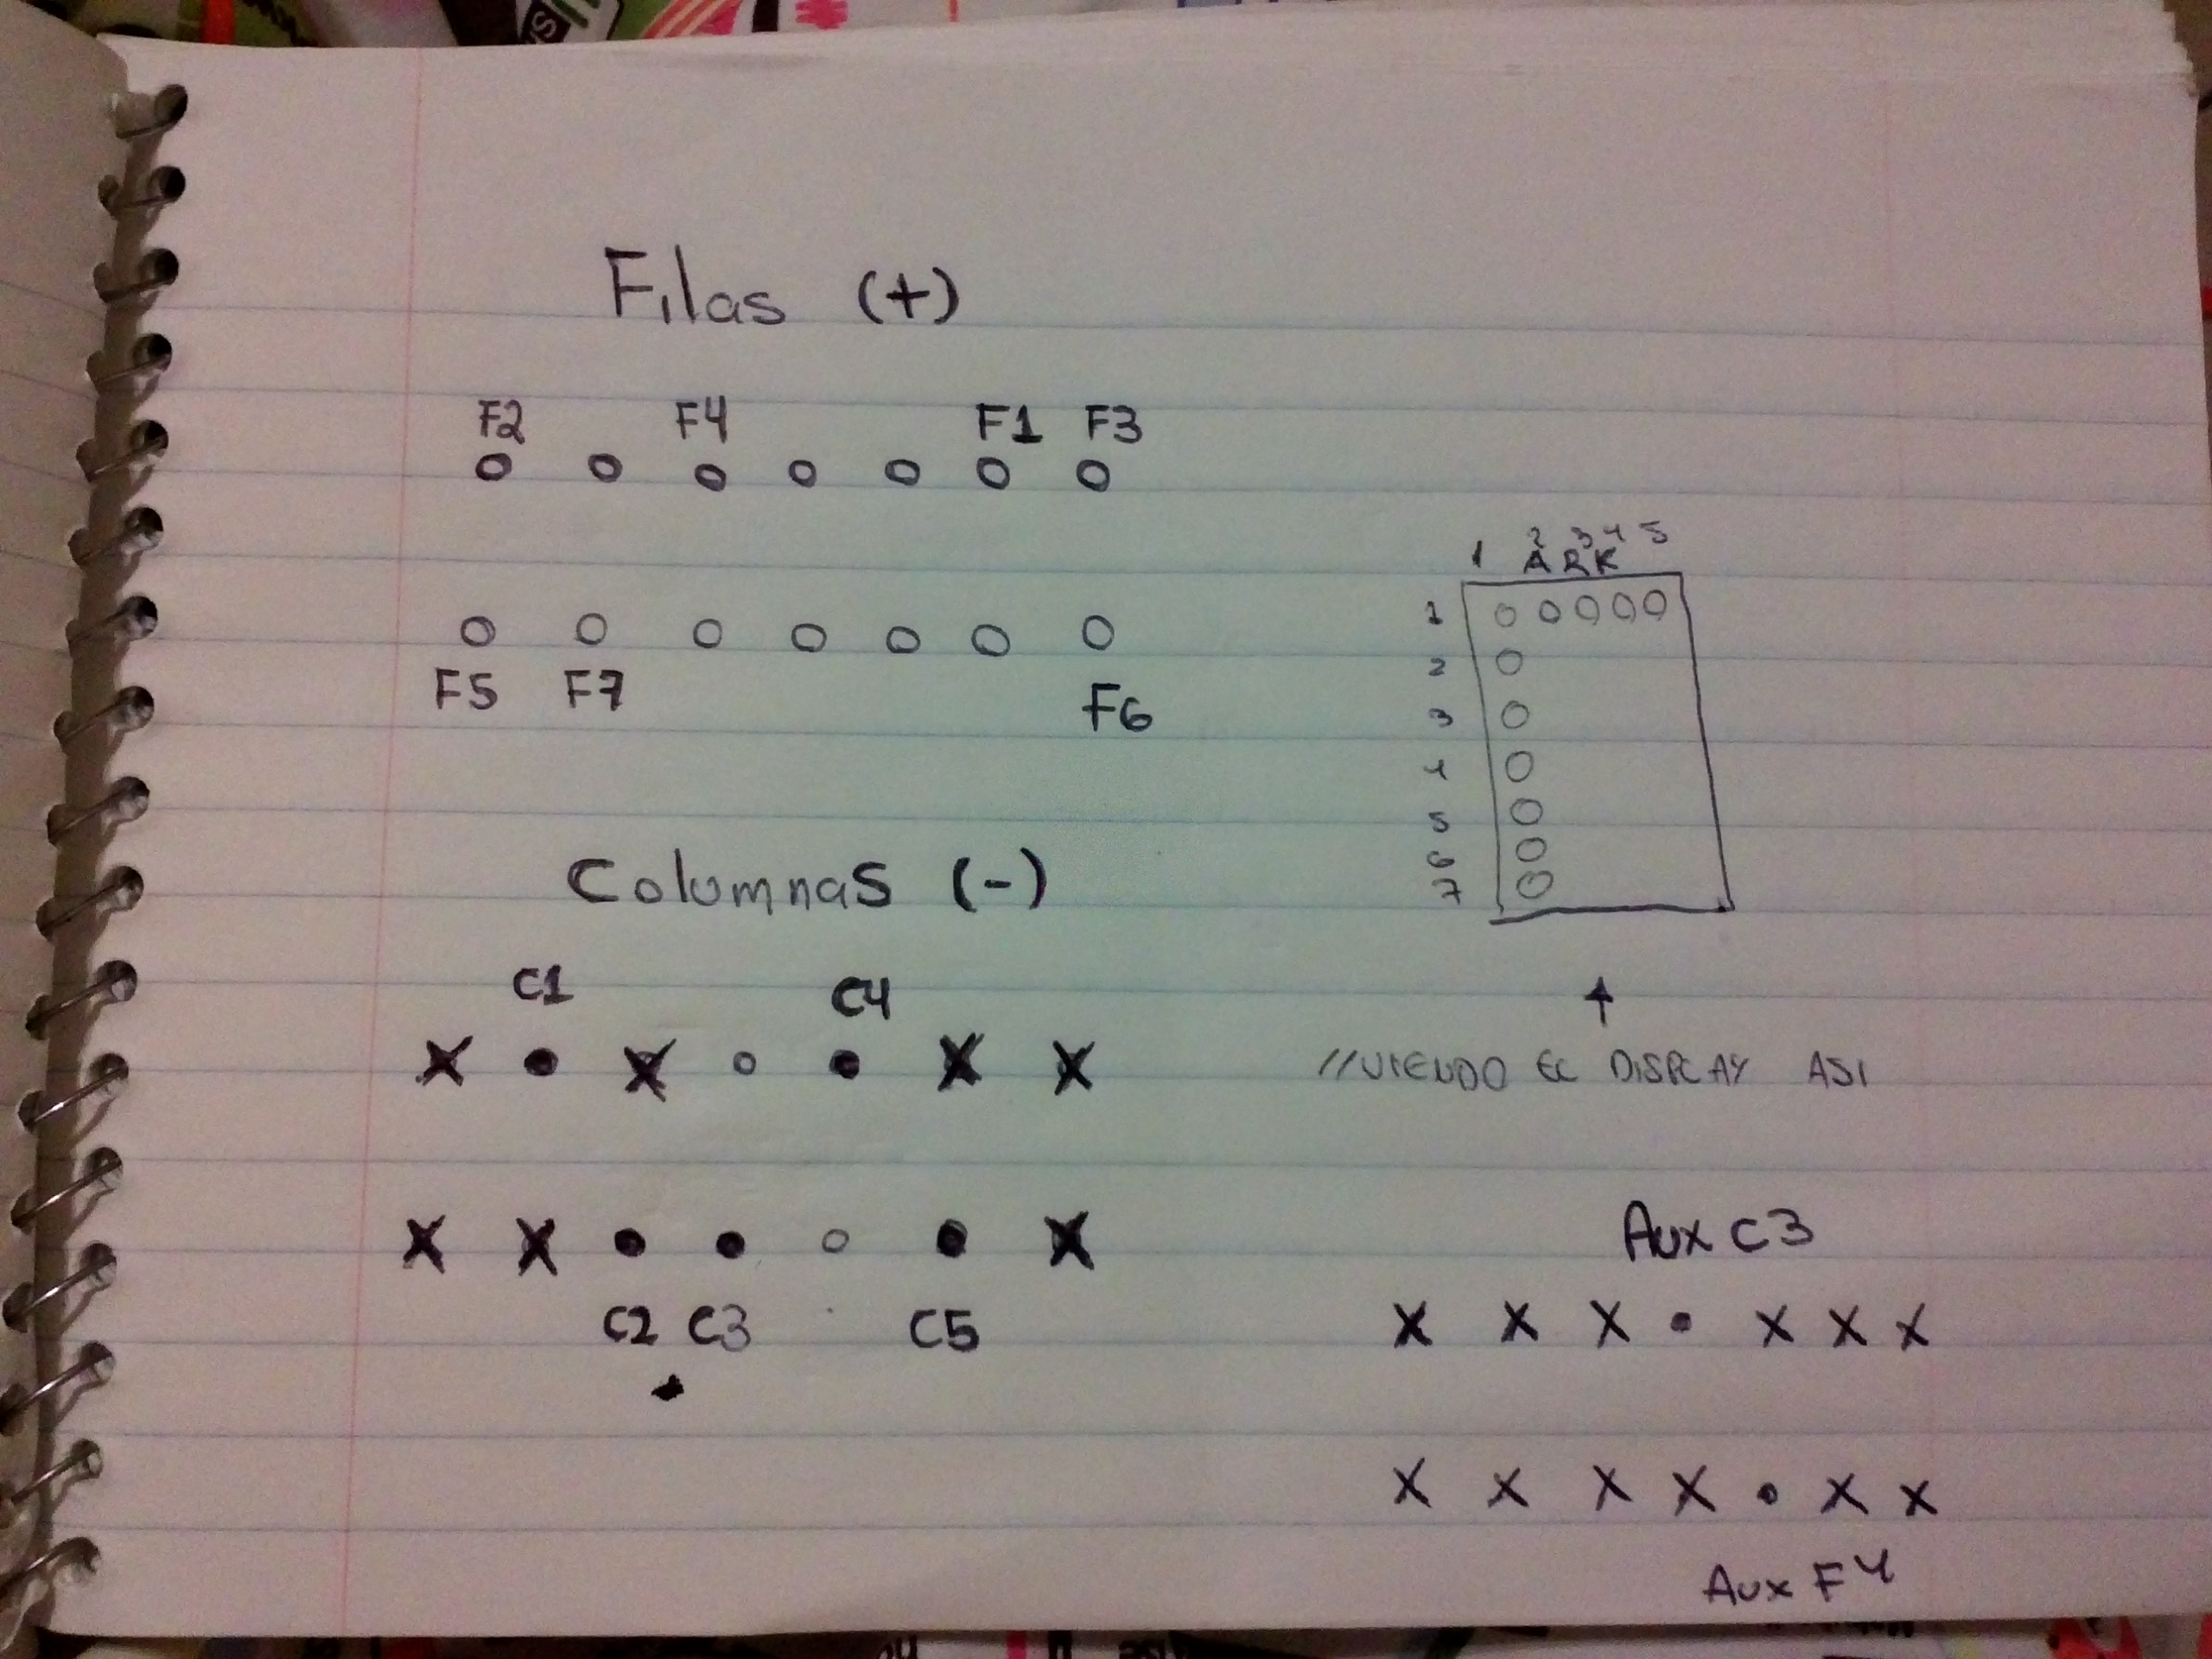 Filas (+)
F2 F4 F1 F3
F5 F7 F6
1 2 3 4 5
A R K
1
2
3
4
5
6
7
Columnas (-)
C1 C4
X X X X
//VIENDO EL DISPLAY ASI
X X X
C2 C3 C5
Aux C3
X X X X X X
X X X X X X
Aux F4